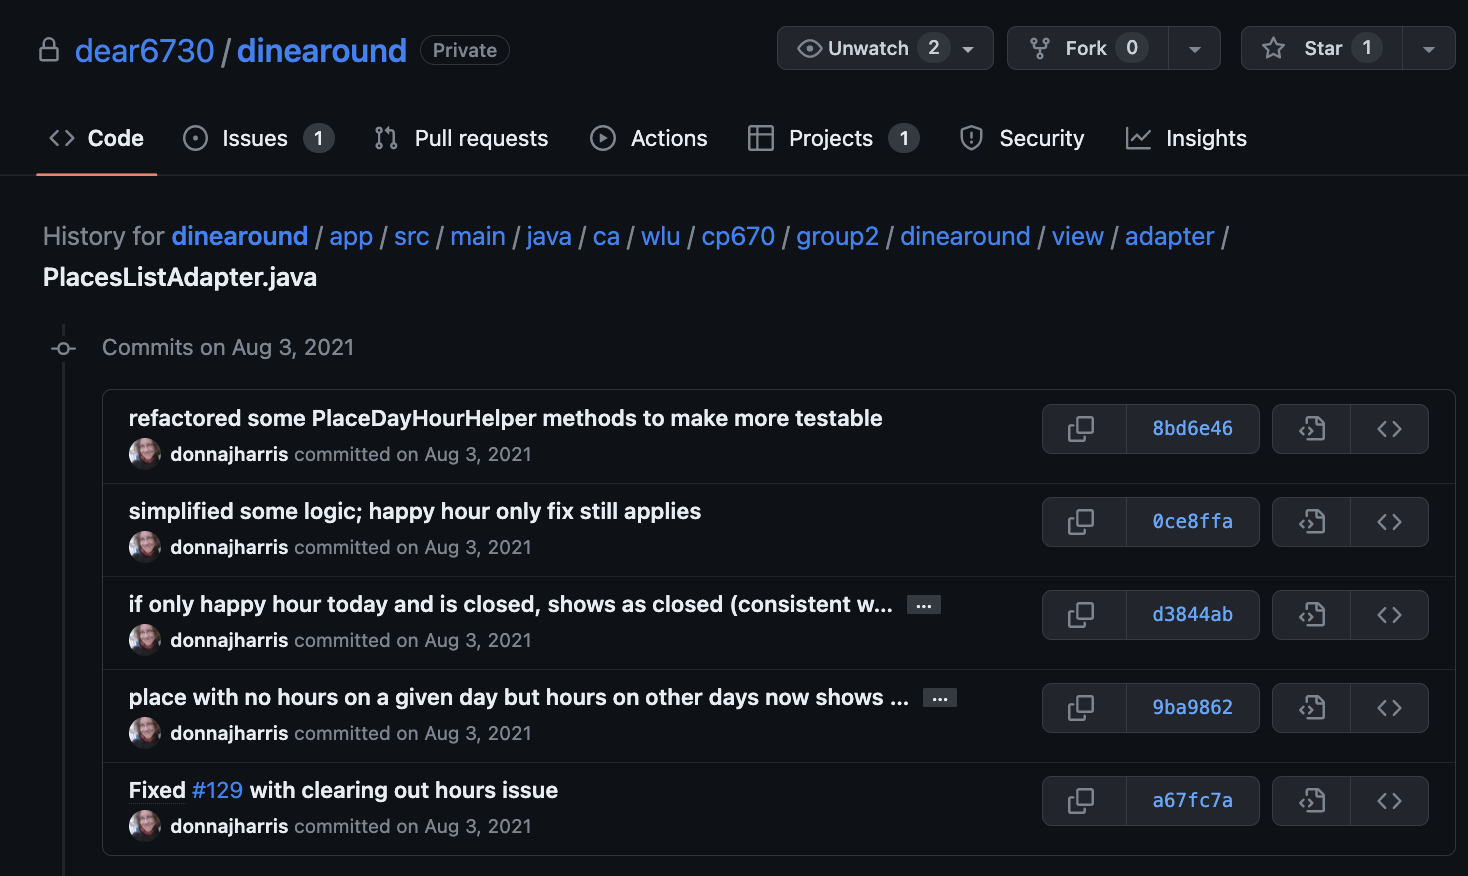 dear6730 / dinearound Private Unwatch 2 Fork 0 Star 1
Code Issues 1 Pull requests Actions Projects 1 Security Insights
History for dinearound / app / src / main / java / ca / wlu / cp670 / group2 / dinearound / view / adapter /
PlacesListAdapter.java
Commits on Aug 3, 2021
refactored some PlaceDayHourHelper methods to make more testable
donnajharris committed on Aug 3, 2021
8bd6e46
simplified some logic; happy hour only fix still applies
donnajharris committed on Aug 3, 2021
0ce8ffa
if only happy hour today and is closed, shows as closed (consistent w... ...
donnajharris committed on Aug 3, 2021
d3844ab
place with no hours on a given day but hours on other days now shows ... ...
donnajharris committed on Aug 3, 2021
9ba9862
Fixed #129 with clearing out hours issue
donnajharris committed on Aug 3, 2021
a67fc7a